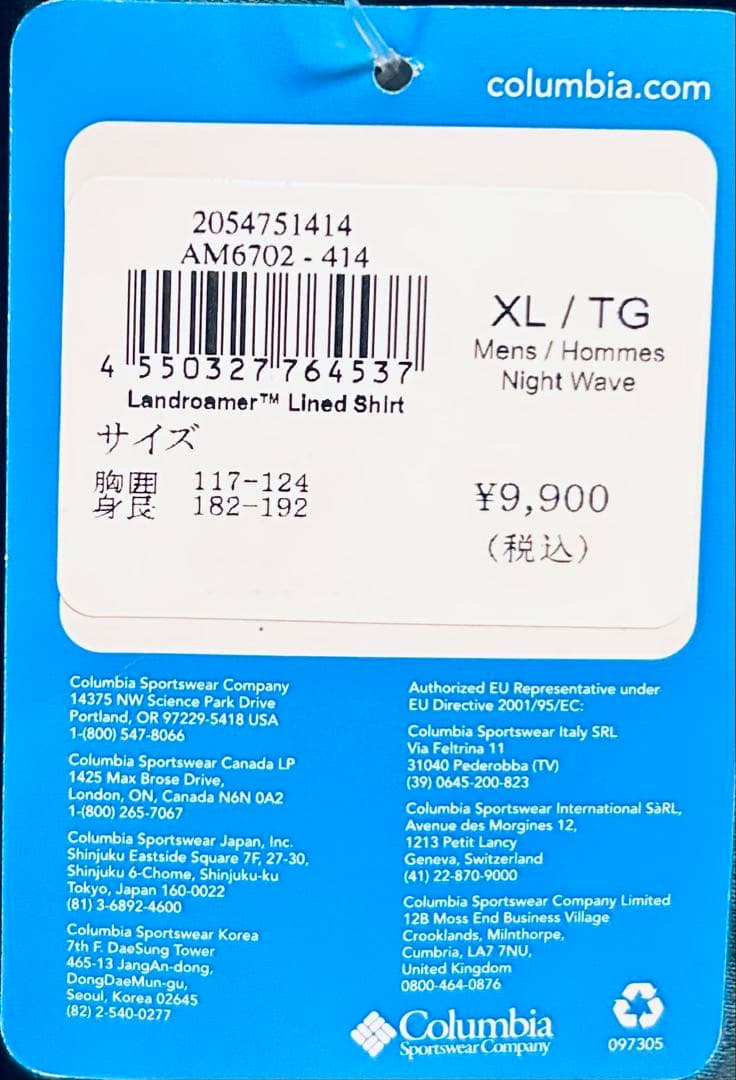 columbia.com
2054751414
AM6702 - 414
4 550327 764537
Landroamer™ Lined Shirt
XL / TG
Mens / Hommes
Night Wave
サイズ
胸囲 117-124
身長 182-192
¥9,900
(税込)
Columbia Sportswear Company
14375 NW Science Park Drive
Portland, OR 97229-5418 USA
1-(800) 547-8066
Columbia Sportswear Canada LP
1425 Max Brose Drive,
London, ON, Canada N6N 0A2
1-(800) 265-7067
Columbia Sportswear Japan, Inc.
Shinjuku Eastside Square 7F, 27-30,
Shinjuku 6-Chome, Shinjuku-ku
Tokyo, Japan 160-0022
(81) 3-6892-4600
Columbia Sportswear Korea
7th F. DaeSung Tower
465-13 JangAn-dong,
DongDaeMun-gu,
Seoul, Korea 02645
(82) 2-540-0277
Authorized EU Representative under
EU Directive 2001/95/EC:
Columbia Sportswear Italy SRL
Via Feltrina 11
31040 Pederobba (TV)
(39) 0645-200-823
Columbia Sportswear International SàRL,
Avenue des Morgines 12,
1213 Petit Lancy
Geneva, Switzerland
(41) 22-870-9000
Columbia Sportswear Company Limited
12B Moss End Business Village
Crooklands, Milnthorpe,
Cumbria, LA7 7NU,
United Kingdom
0800-464-0876
Columbia
Sportswear Company
097305